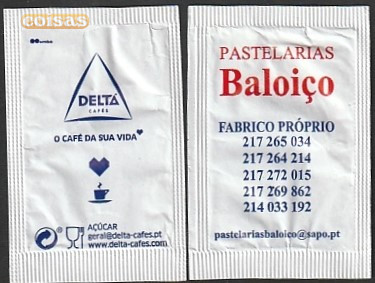 coisas
DELTA
CAFÉS
O CAFÉ DA SUA VIDA
AÇÚCAR
geral@delta-cafes.pt
www.delta-cafes.com
PASTELARIAS
Baloiço
FABRICO PRÓPRIO
217 265 034
217 264 214
217 272 015
217 269 862
214 033 192
pastelariasbaloico@sapo.pt